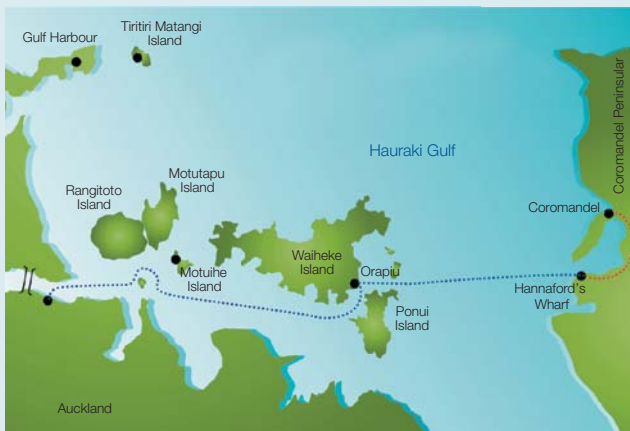 Gulf Harbour
Tiritiri Matangi
Island
Hauraki Gulf
Coromandel Peninsular
Motutapu
Island
Rangitoto
Island
Coromandel
Waiheke
Island
Orapiu
Motuihe
Island
Hannaford's
Wharf
Ponui
Island
Auckland